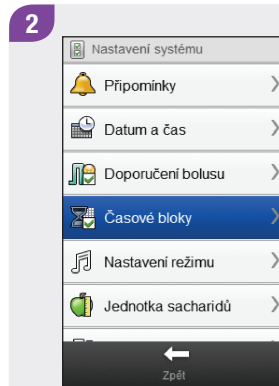 2
Nastavení systému
Připomínky
Datum a čas
Doporučení bolusu
Časové bloky
Nastavení režimu
Jednotka sacharidů
Zpět